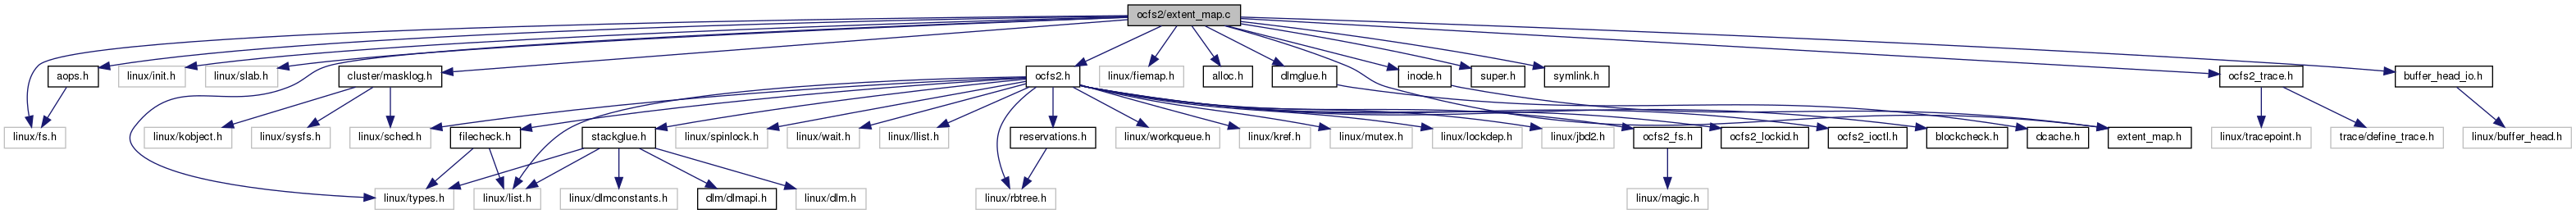 ocfs2/extent_map.c
aops.h
linux/init.h
linux/slab.h
cluster/masklog.h
ocfs2.h
linux/fiemap.h
alloc.h
dlmglue.h
inode.h
super.h
symlink.h
ocfs2_trace.h
buffer_head_io.h
linux/fs.h
linux/kobject.h
linux/sysfs.h
linux/sched.h
filecheck.h
stackglue.h
linux/spinlock.h
linux/wait.h
linux/llist.h
reservations.h
linux/workqueue.h
linux/kref.h
linux/mutex.h
linux/lockdep.h
linux/jbd2.h
ocfs2_fs.h
ocfs2_lockid.h
ocfs2_ioctl.h
blockcheck.h
dcache.h
extent_map.h
linux/tracepoint.h
trace/define_trace.h
linux/buffer_head.h
linux/types.h
linux/list.h
linux/dlmconstants.h
dlm/dlmapi.h
linux/dlm.h
linux/rbtree.h
linux/magic.h